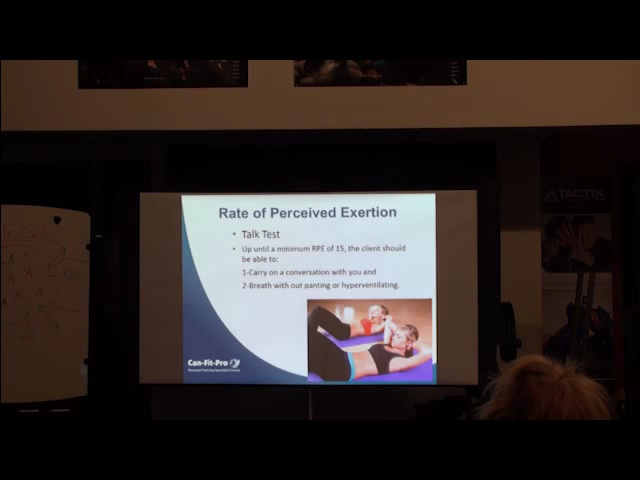 Rate of Perceived Exertion
• Talk Test
• Up until a minimum RPE of 15, the client should
be able to:
1-Carry on a conversation with you and
2-Breath with out panting or hyperventilating.
Can-Fit-Pro
TACTIX